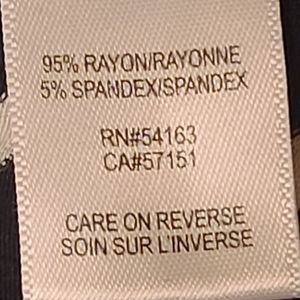 95% RAYON/RAYONNE
5% SPANDEX/SPANDEX
RN#54163
CA#57151
CARE ON REVERSE
SOIN SUR L'INVERSE